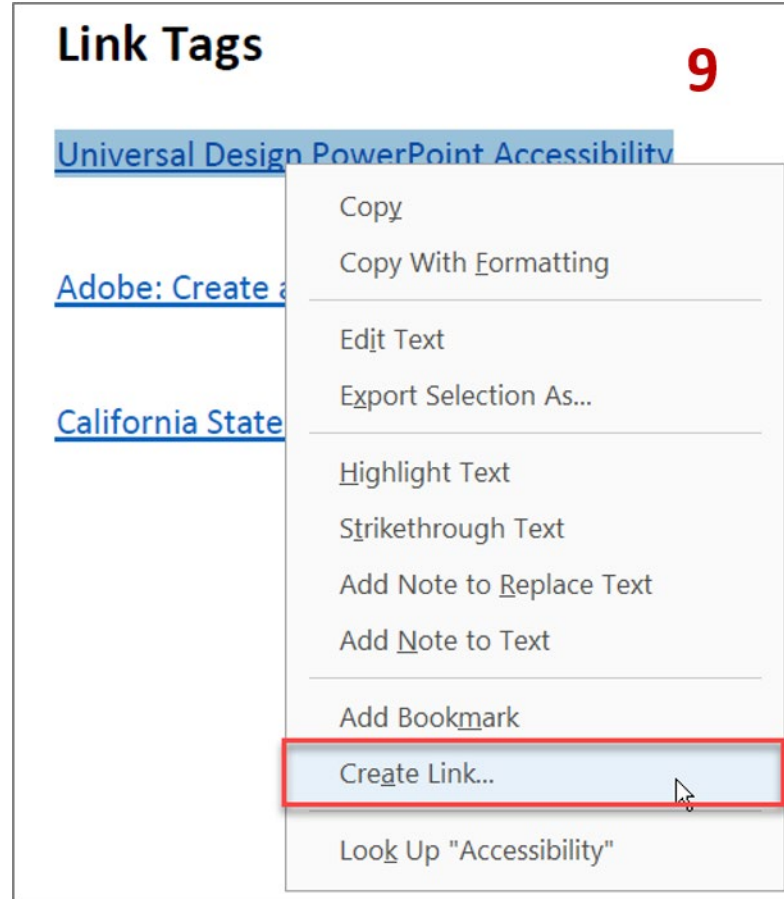 Link Tags
9
Universal Design PowerPoint Accessibility
Copy
Copy With Formatting
Adobe: Create
Edit Text
Export Selection As...
California State
Highlight Text
Strikethrough Text
Add Note to Replace Text
Add Note to Text
Add Bookmark
Create Link...
Look Up "Accessibility"